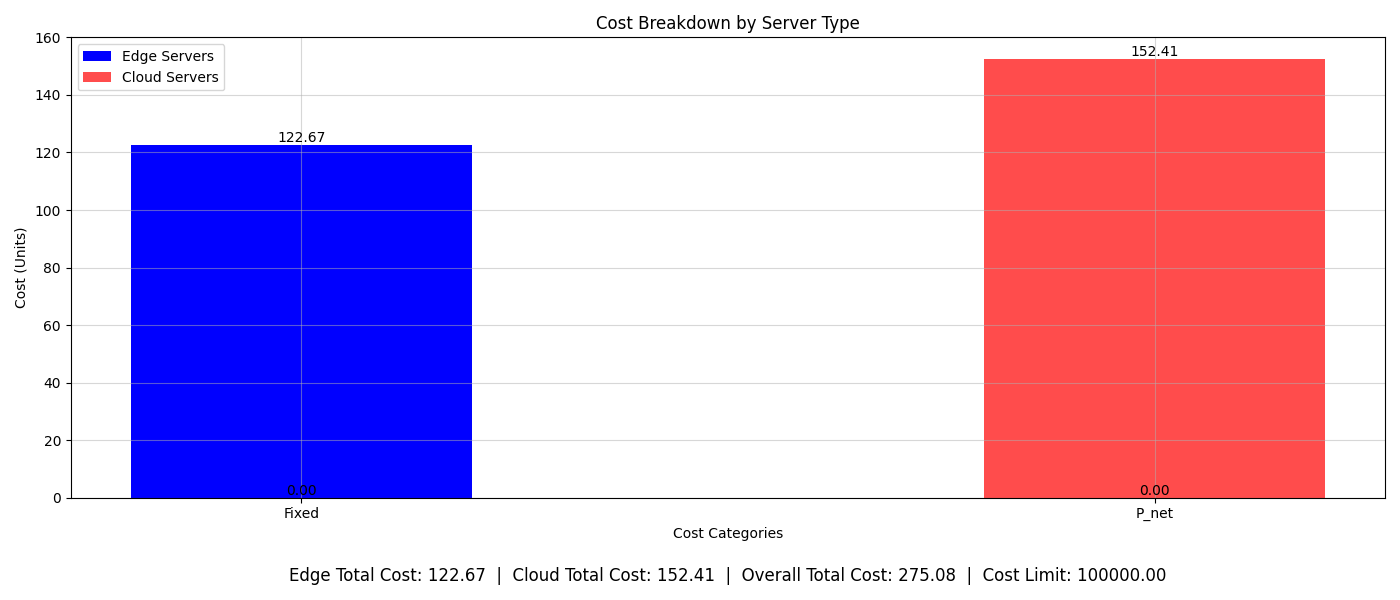 Cost Breakdown by Server Type
Edge Servers
Cloud Servers
Cost (Units)
160
140
120
100
80
60
40
20
0
122.67
0.00
152.41
0.00
Fixed
P_net
Cost Categories
Edge Total Cost: 122.67 | Cloud Total Cost: 152.41 | Overall Total Cost: 275.08 | Cost Limit: 100000.00